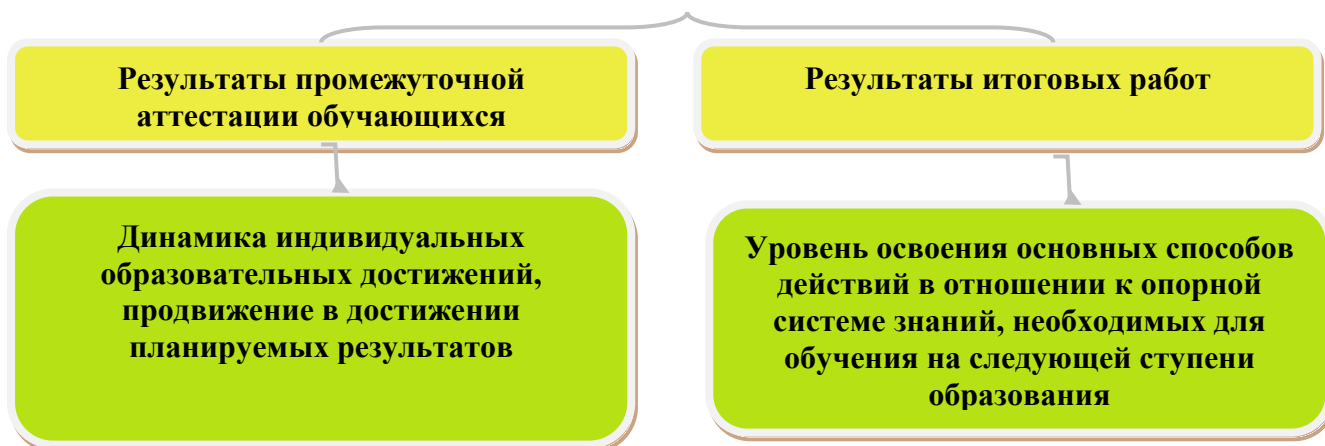 Результаты промежуточной
аттестации обучающихся
Результаты итоговых работ
Динамика индивидуальных
образовательных достижений,
продвижение в достижении
планируемых результатов
Уровень освоения основных способов
действий в отношении к опорной
системе знаний, необходимых для
обучения на следующей ступени
образования